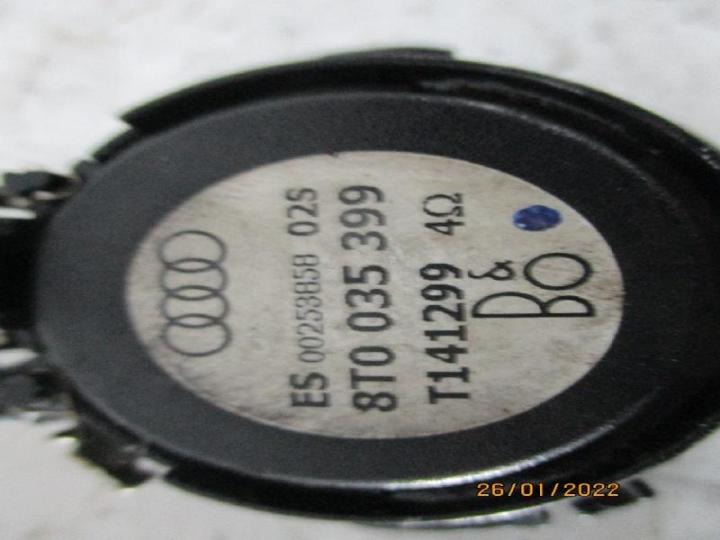 ES 00253858 02S
8T0 035 399
T141299 4Ω
B&O
26/01/2022